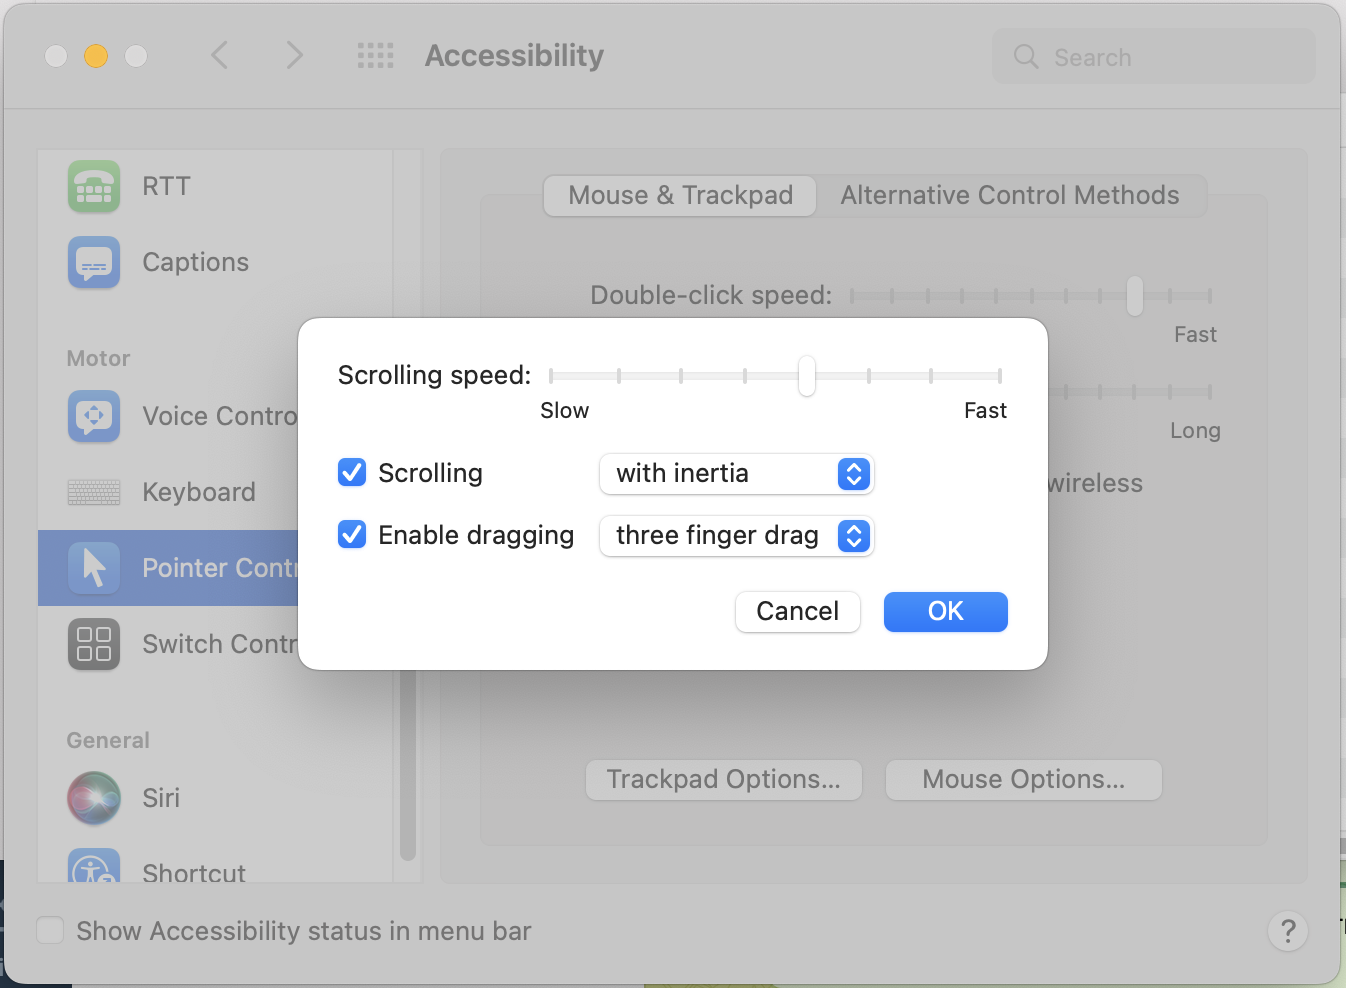 Accessibility
Search
RTT
Captions
Motor
Voice Contro
Keyboard
Pointer Contr
Switch Contr
General
Siri
Shortcut
Mouse & Trackpad
Alternative Control Methods
Double-click speed:
Fast
Long
wireless
Scrolling speed:
Slow
Fast
Scrolling
with inertia
Enable dragging
three finger drag
Cancel
OK
Trackpad Options...
Mouse Options...
Show Accessibility status in menu bar
?